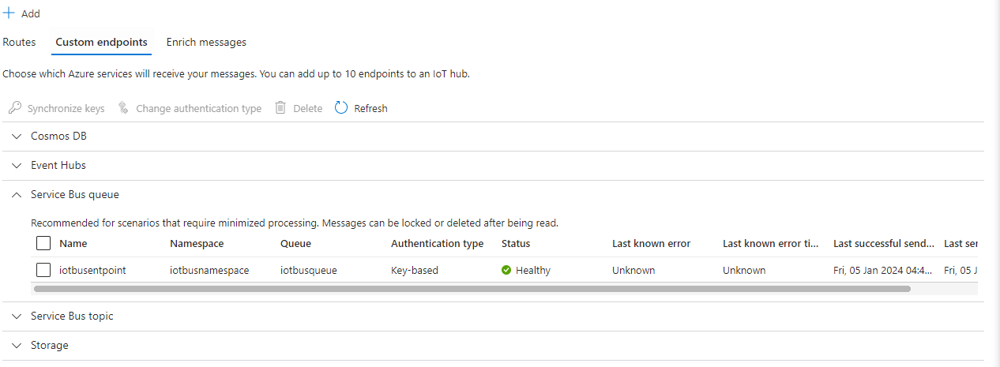 Add
Routes Custom endpoints Enrich messages
Choose which Azure services will receive your messages. You can add up to 10 endpoints to an IoT hub.
Synchronize keys Change authentication type Delete Refresh
Cosmos DB
Event Hubs
Service Bus queue
Recommended for scenarios that require minimized processing. Messages can be locked or deleted after being read.
Name Namespace Queue Authentication type Status Last known error Last known error ti... Last successful send... Last ser
iotbusentpoint iotbusnamespace iotbusqueue Key-based Healthy Unknown Unknown Fri, 05 Jan 2024 04:4... Fri, 05 J
Service Bus topic
Storage